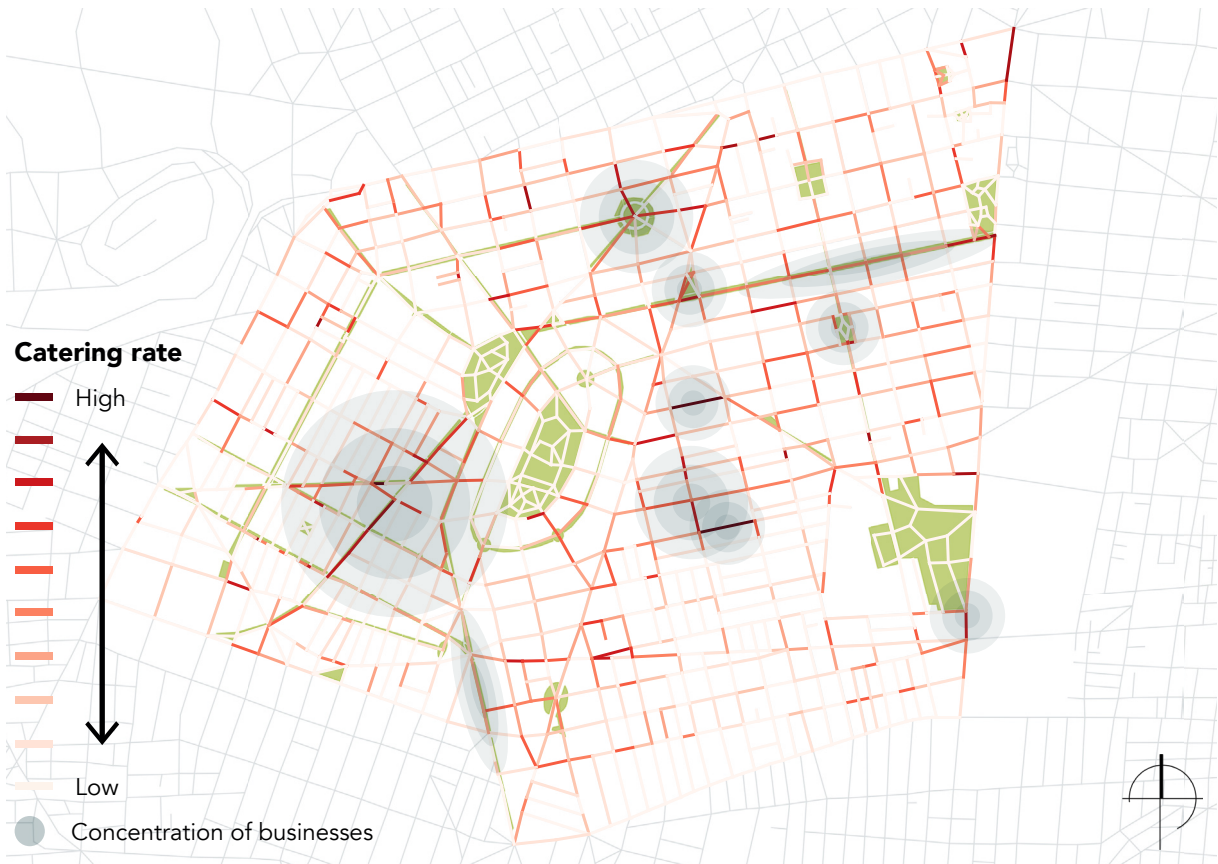 Catering rate
High
Low
Concentration of businesses